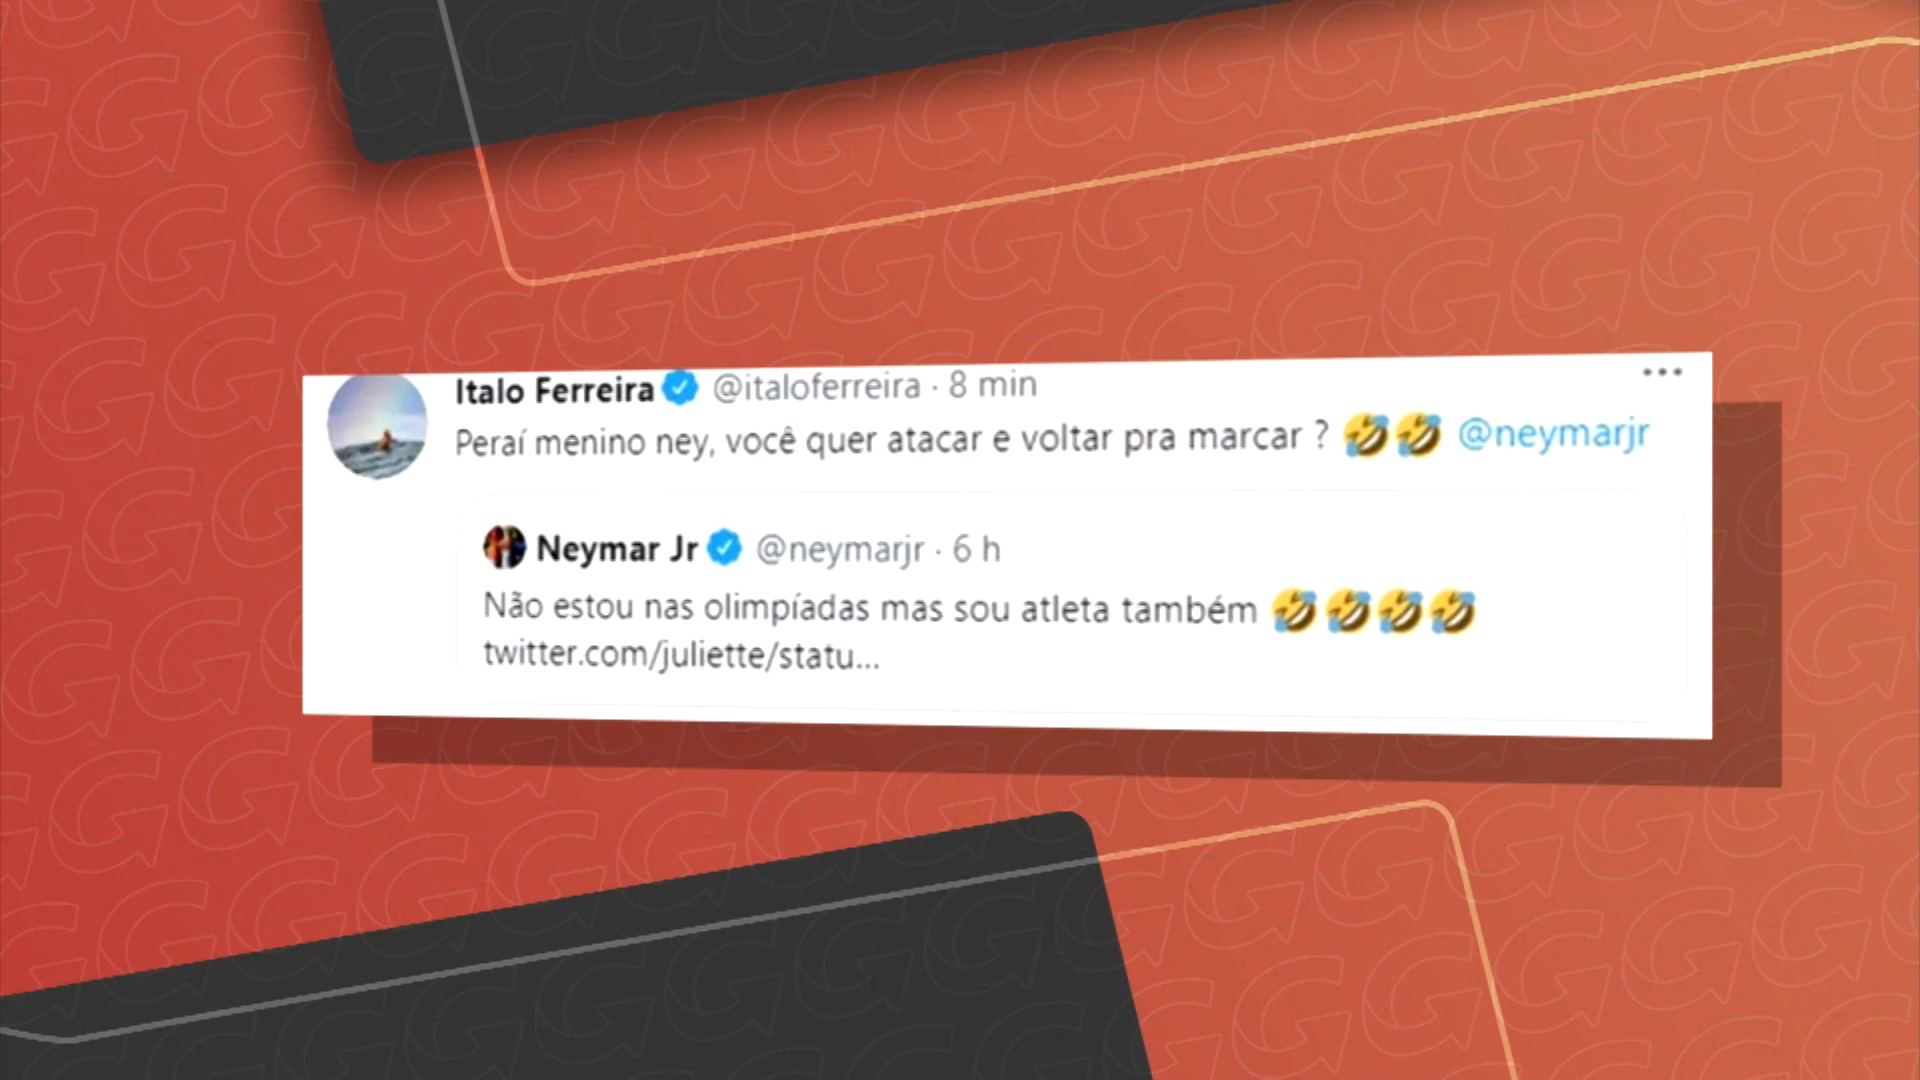 Italo Ferreira @italoferreira · 8 min
Peraí menino ney, você quer atacar e voltar pra marcar ? 🤣🤣 @neymarjr
Neymar Jr @neymarjr · 6 h
Não estou nas olimpíadas mas sou atleta também 🤣🤣🤣🤣
twitter.com/juliette/statu...